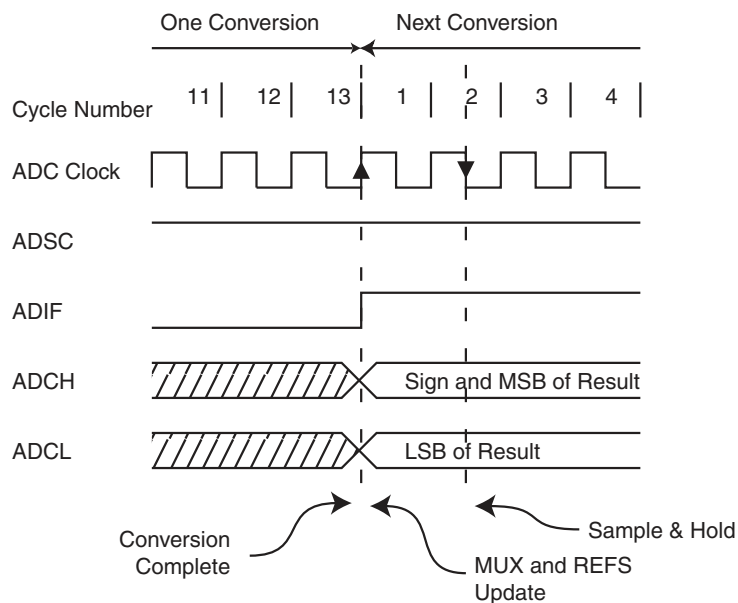 One Conversion Next Conversion
Cycle Number 11 12 13 1 2 3 4
ADC Clock
ADSC
ADIF
ADCH Sign and MSB of Result
ADCL LSB of Result
Conversion
Complete
MUX and REFS
Update
Sample & Hold